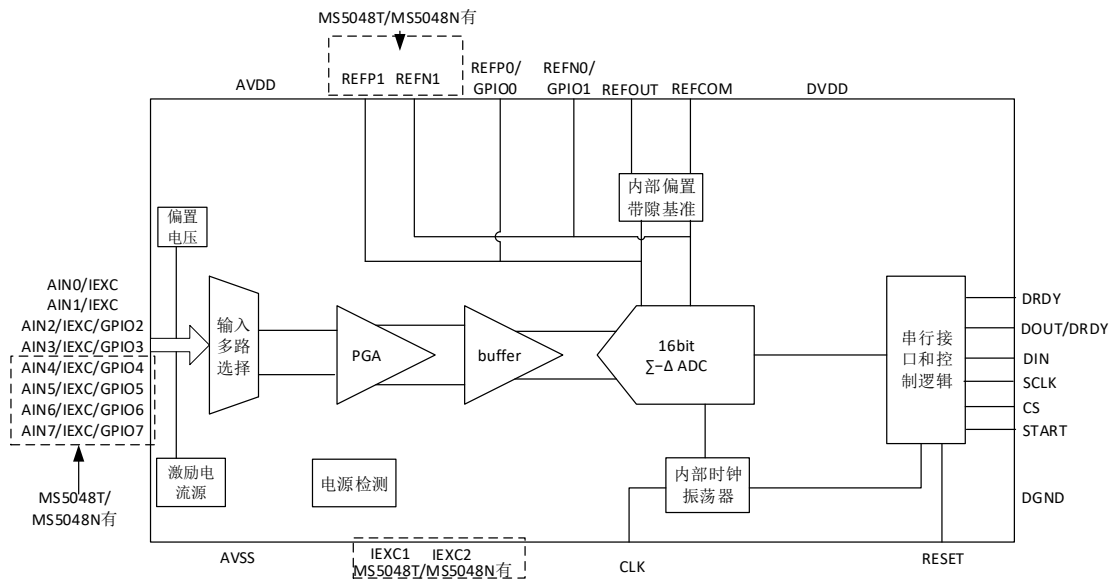 MS5048T/MS5048N有
AVDD
REFP1
REFN1
REFP0/
GPIO0
REFN0/
GPIO1
REFOUT
REFCOM
DVDD
内部偏置
带隙基准
偏置
电压
AIN0/IEXC
AIN1/IEXC
AIN2/IEXC/GPIO2
AIN3/IEXC/GPIO3
AIN4/IEXC/GPIO4
AIN5/IEXC/GPIO5
AIN6/IEXC/GPIO6
AIN7/IEXC/GPIO7
MS5048T/
MS5048N有
输入
多路
选择
PGA
buffer
16bit
∑−Δ ADC
串行接
口和控
制逻辑
DRDY
DOUT/DRDY
DIN
SCLK
CS
START
激励电
流源
电源检测
内部时钟
振荡器
DGND
AVSS
IEXC1
IEXC2
MS5048T/MS5048N有
CLK
RESET